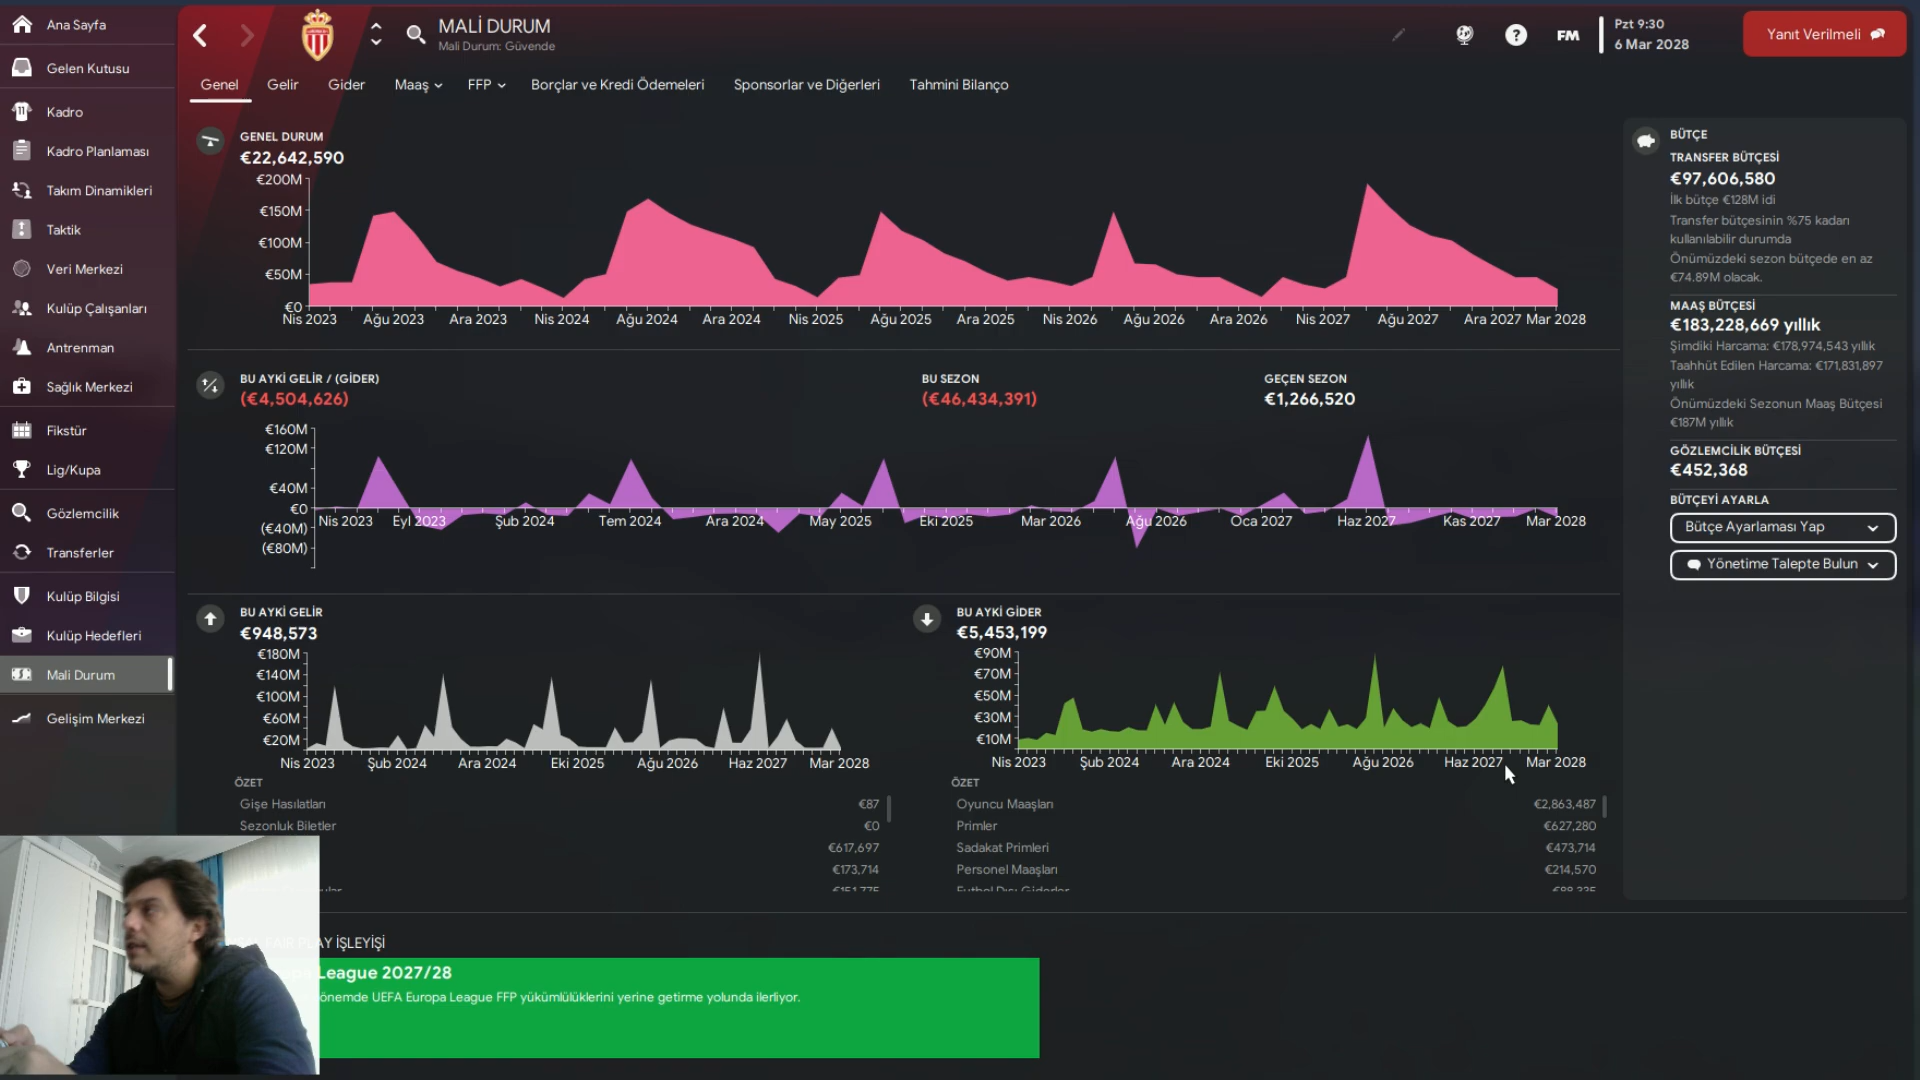 Ana Sayfa
Gelen Kutusu
Kadro
Kadro Planlaması
Takım Dinamikleri
Taktik
Veri Merkezi
Kulüp Çalışanları
Antrenman
Sağlık Merkezi
Fikstür
Lig/Kupa
Gözlemcilik
Transferler
Kulüp Bilgisi
Kulüp Hedefleri
Mali Durum
Gelişim Merkezi
MALİ DURUM
Mali Durum: Güvende
FM
Pzt 9:30
6 Mar 2028
Yanıt Verilmeli
Genel Gelir Gider Maaş FFP Borçlar ve Kredi Ödemeleri Sponsorlar ve Diğerleri Tahmini Bilanço
GENEL DURUM
€22,642,590
€200M
€150M
€100M
€50M
€0
Nis 2023 Ağu 2023 Ara 2023 Nis 2024 Ağu 2024 Ara 2024 Nis 2025 Ağu 2025 Ara 2025 Nis 2026 Ağu 2026 Ara 2026 Nis 2027 Ağu 2027 Ara 2027 Mar 2028
BU AYKİ GELİR / (GİDER)
(€4,504,626)
BU SEZON
(€46,434,391)
GEÇEN SEZON
€1,266,520
€160M
€120M
€40M
€0
(€40M)
(€80M)
Nis 2023 Eyl 2023 Şub 2024 Tem 2024 Ara 2024 May 2025 Eki 2025 Mar 2026 Ağu 2026 Oca 2027 Haz 2027 Kas 2027 Mar 2028
BU AYKİ GELİR
€948,573
€180M
€140M
€100M
€60M
€20M
Nis 2023 Şub 2024 Ara 2024 Eki 2025 Ağu 2026 Haz 2027 Mar 2028
ÖZET
Gişe Hasılatları €87
Sezonluk Biletler €0
€617,697
€173,714
€151,775
BU AYKİ GİDER
€5,453,199
€90M
€70M
€50M
€30M
€10M
Nis 2023 Şub 2024 Ara 2024 Eki 2025 Ağu 2026 Haz 2027 Mar 2028
ÖZET
Oyuncu Maaşları €2,863,487
Primler €627,280
Sadakat Primleri €473,714
Personel Maaşları €214,570
Futbol Dışı Giderler
FAIR PLAY İŞLEYİŞİ
League 2027/28
önemde UEFA Europa League FFP yükümlülüklerini yerine getirme yolunda ilerliyor.
BÜTÇE
TRANSFER BÜTÇESİ
€97,606,580
İlk bütçe €128M idi
Transfer bütçesinin %75 kadarı
kullanılabilir durumda
Önümüzdeki sezon bütçede en az
€74.89M olacak.
MAAŞ BÜTÇESİ
€183,228,669 yıllık
Şimdiki Harcama: €178,974,543 yıllık
Taahhüt Edilen Harcama: €171,831,897
yıllık
Önümüzdeki Sezonun Maaş Bütçesi
€187M yıllık
GÖZLEMCİLİK BÜTÇESİ
€452,368
BÜTÇEYİ AYARLA
Bütçe Ayarlaması Yap
Yönetime Talepte Bulun